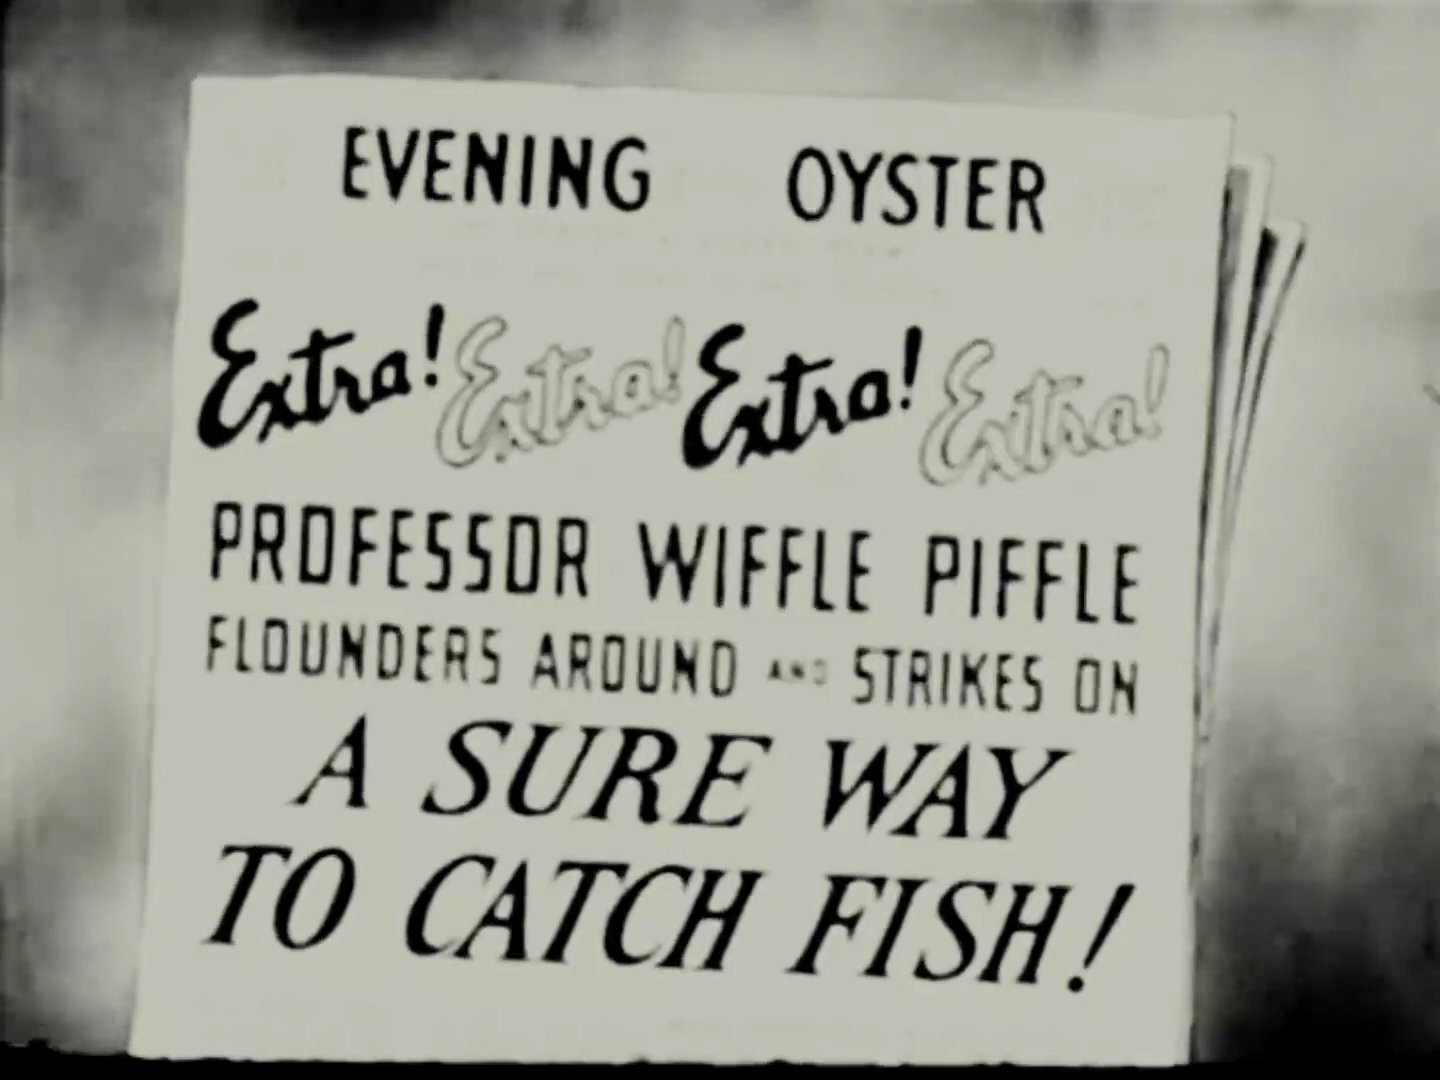 EVENING OYSTER
Extra! Extra! Extra! Extra!
PROFESSOR WIFFLE PIFFLE
FLOUNDERS AROUND AND STRIKES ON
A SURE WAY
TO CATCH FISH!